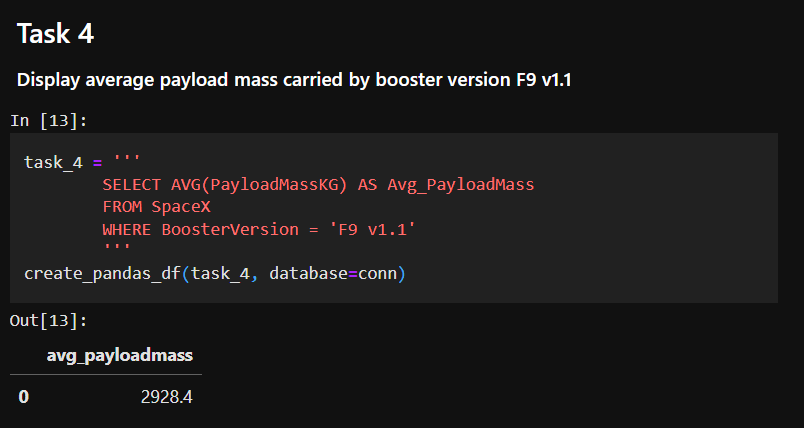 Task 4
Display average payload mass carried by booster version F9 v1.1
In [13]:
task_4 = '''
SELECT AVG(PayloadMassKG) AS Avg_PayloadMass
FROM SpaceX
WHERE BoosterVersion = 'F9 v1.1'
'''
create_pandas_df(task_4, database=conn)
Out[13]:
avg_payloadmass
0 2928.4